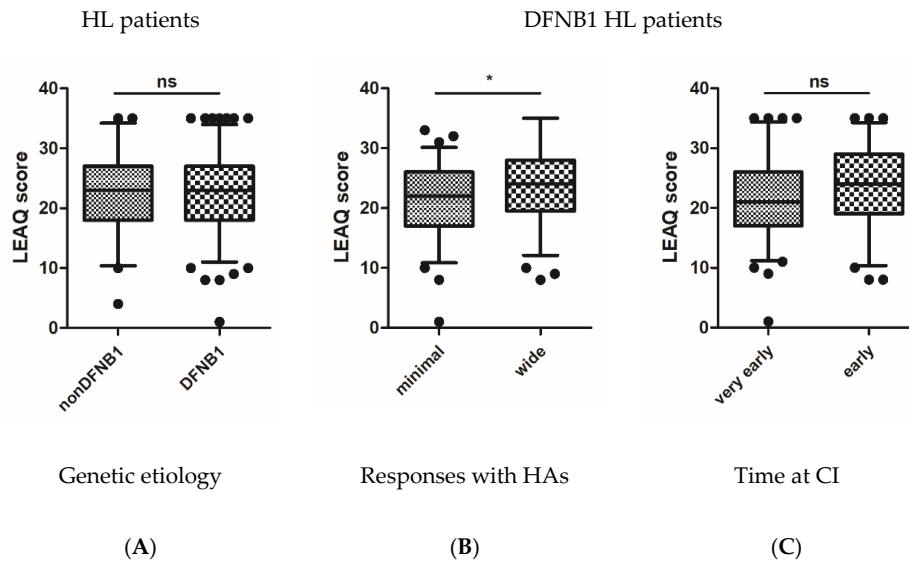 HL patients
DFNB1 HL patients
ns
40
30
20
10
0
LEAQ score
nonDFNB1
DFNB1
Genetic etiology
(A)
*
40
30
20
10
0
LEAQ score
minimal
wide
Responses with HAs
(B)
ns
40
30
20
10
0
LEAQ score
very early
early
Time at CI
(C)